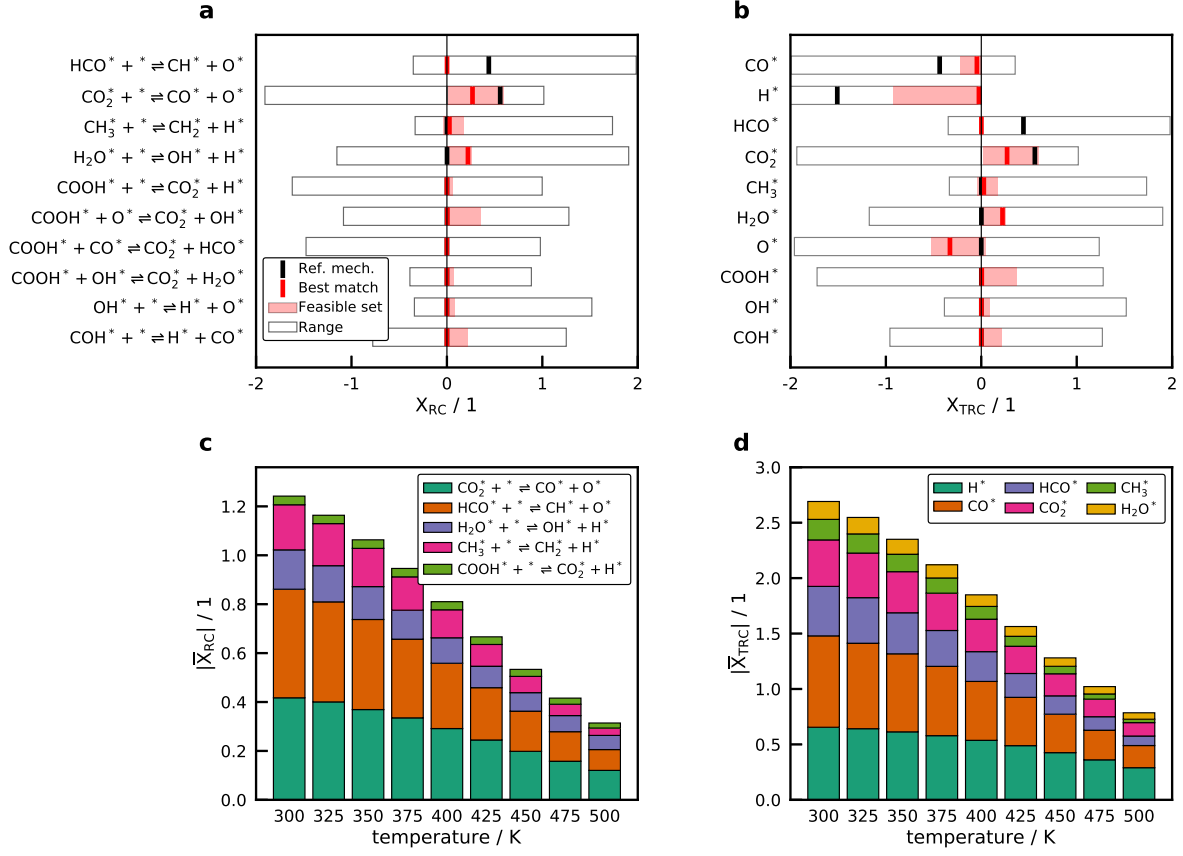 a
HCO* + * ⇌ CH* + O*
CO₂* + * ⇌ CO* + O*
CH₃* + * ⇌ CH₂* + H*
H₂O* + * ⇌ OH* + H*
COOH* + * ⇌ CO₂* + H*
COOH* + O* ⇌ CO₂* + OH*
COOH* + CO* ⇌ CO₂* + HCO*
COOH* + OH* ⇌ CO₂* + H₂O*
OH* + * ⇌ H* + O*
COH* + * ⇌ H* + CO*
Ref. mech.
Best match
Feasible set
Range
-2 -1 0 1 2
X_RC / 1
b
CO*
H*
HCO*
CO₂*
CH₃*
H₂O*
O*
COOH*
OH*
COH*
-2 -1 0 1 2
X_TRC / 1
c
CO₂* + * ⇌ CO* + O*
HCO* + * ⇌ CH* + O*
H₂O* + * ⇌ OH* + H*
CH₃* + * ⇌ CH₂* + H*
COOH* + * ⇌ CO₂* + H*
1.2
1.0
0.8
0.6
0.4
0.2
0.0
|X̅_RC| / 1
300 325 350 375 400 425 450 475 500
temperature / K
d
H* HCO* CH₃*
CO* CO₂* H₂O*
3.0
2.5
2.0
1.5
1.0
0.5
0.0
|X̅_TRC| / 1
300 325 350 375 400 425 450 475 500
temperature / K